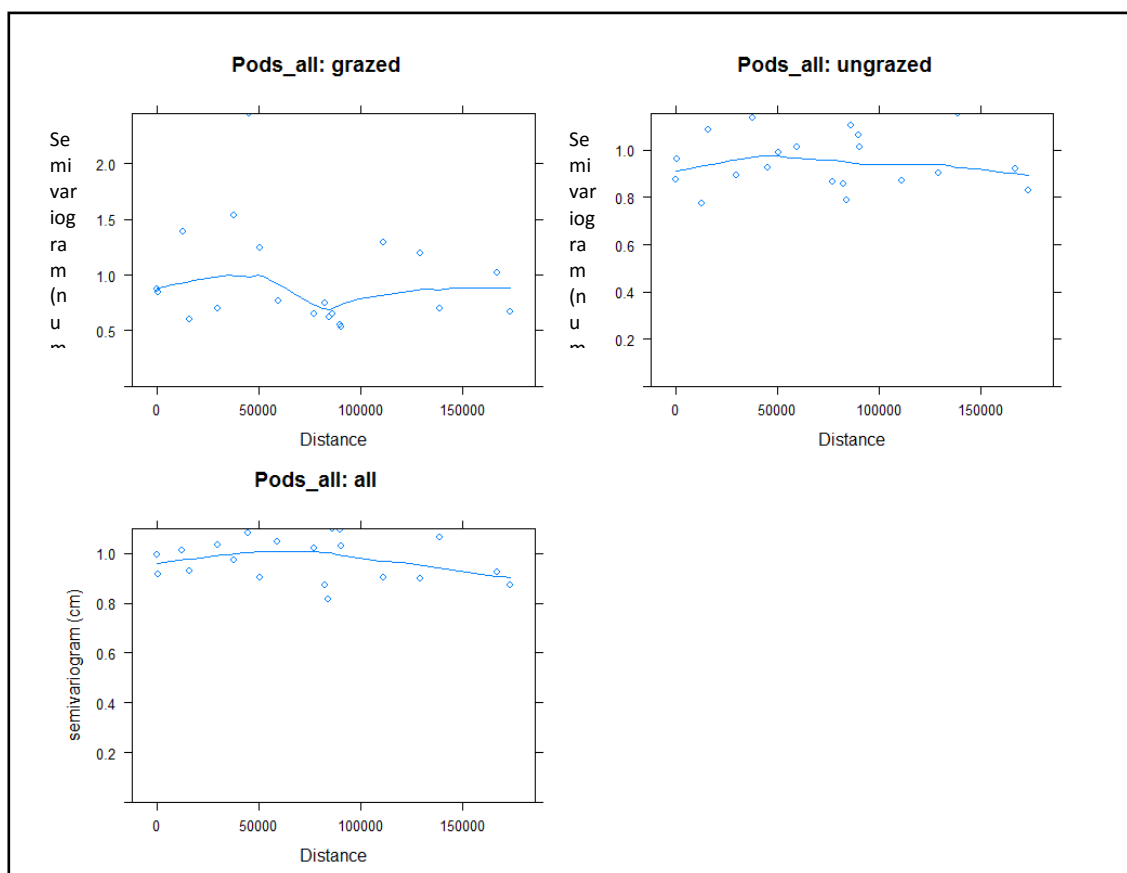 Pods_all: grazed
Se
mi
var
iog
ra
m
(n
u
2.0
1.5
1.0
0.5
0
50000
100000
150000
Distance
Pods_all: ungrazed
Se
mi
var
iog
ra
m
(n
u
1.0
0.8
0.6
0.4
0.2
0
50000
100000
150000
Distance
Pods_all: all
semivariogram (cm)
1.0
0.8
0.6
0.4
0.2
0
50000
100000
150000
Distance